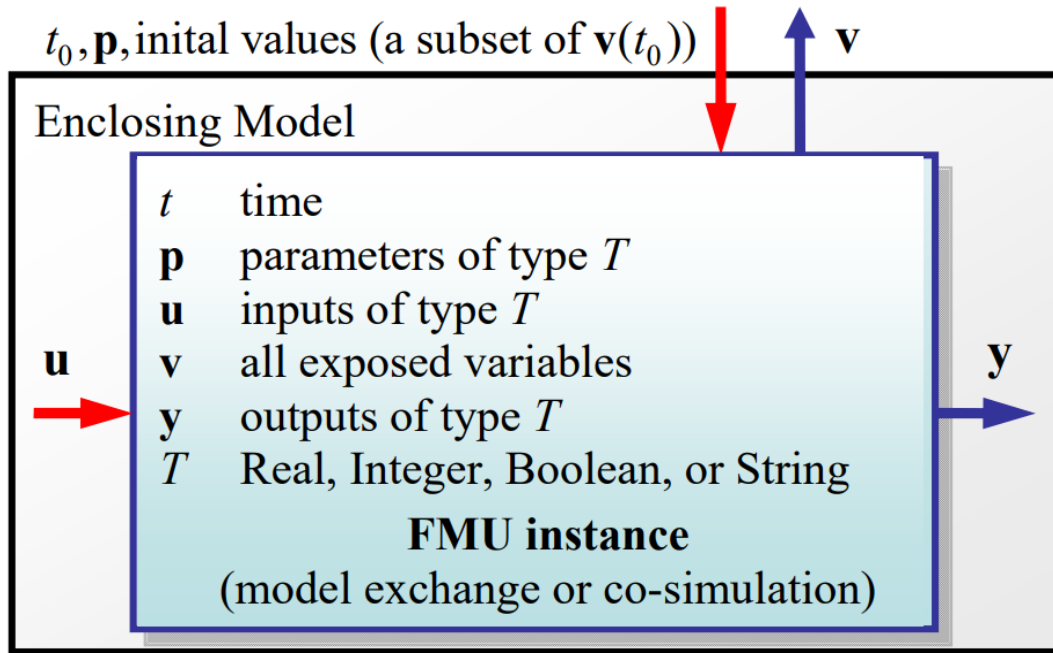 t₀, p, inital values (a subset of v(t₀))
v
Enclosing Model
t time
p parameters of type T
u inputs of type T
u
v all exposed variables
y
y outputs of type T
T Real, Integer, Boolean, or String
FMU instance
(model exchange or co-simulation)